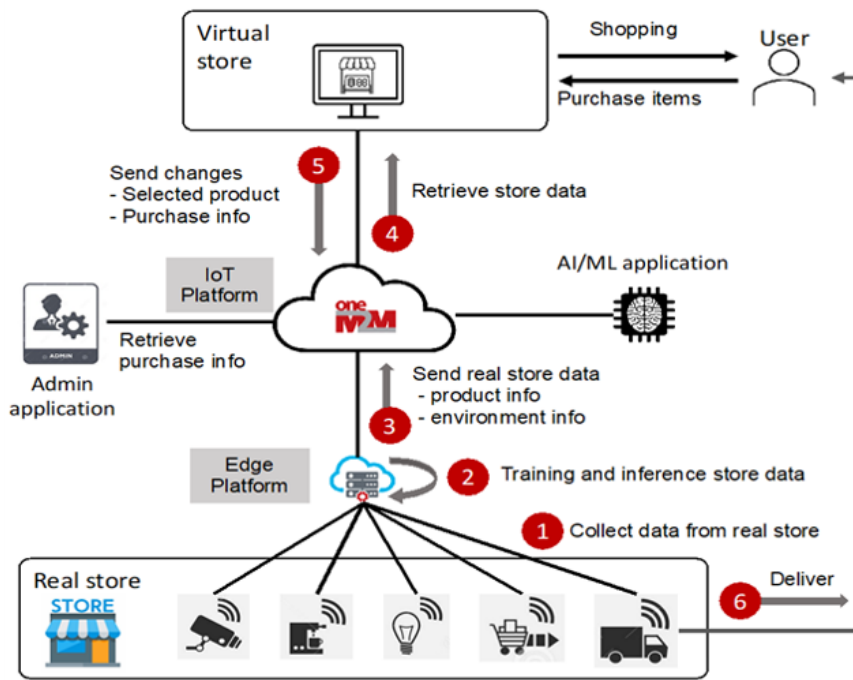 Virtual
store
Shopping
User
Purchase items
5
Send changes
- Selected product
- Purchase info
Retrieve store data
4
IoT
Platform
AI/ML application
one
M2M
ADMIN
Retrieve
purchase info
Admin
application
Send real store data
- product info
- environment info
3
Edge
Platform
2
Training and inference store data
1
Collect data from real store
Real store
STORE
6
Deliver